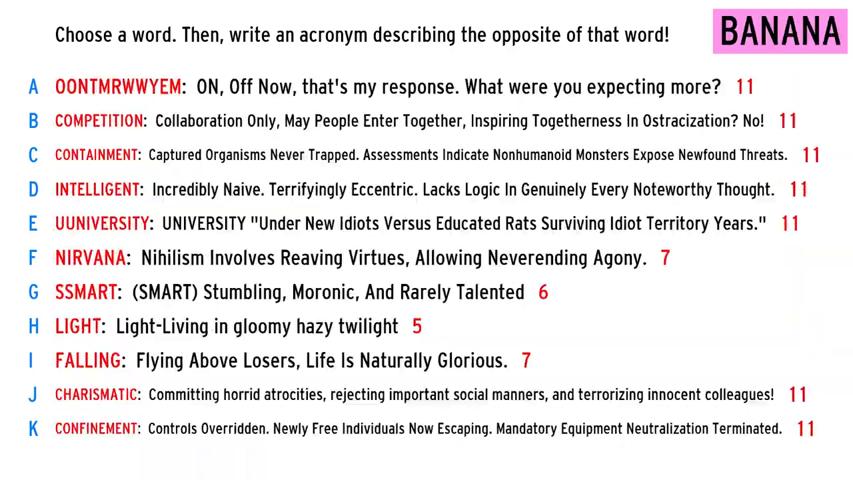 Choose a word. Then, write an acronym describing the opposite of that word!
BANANA
A OONTMRWWYEM: ON, Off Now, that's my response. What were you expecting more? 11
B COMPETITION: Collaboration Only, May People Enter Together, Inspiring Togetherness In Ostracization? No! 11
C CONTAINMENT: Captured Organisms Never Trapped. Assessments Indicate Nonhumanoid Monsters Expose Newfound Threats. 11
D INTELLIGENT: Incredibly Naive. Terrifyingly Eccentric. Lacks Logic In Genuinely Every Noteworthy Thought. 11
E UUNIVERSITY: UNIVERSITY "Under New Idiots Versus Educated Rats Surviving Idiot Territory Years." 11
F NIRVANA: Nihilism Involves Reaving Virtues, Allowing Neverending Agony. 7
G SSMART: (SMART) Stumbling, Moronic, And Rarely Talented 6
H LIGHT: Light-Living in gloomy hazy twilight 5
I FALLING: Flying Above Losers, Life Is Naturally Glorious. 7
J CHARISMATIC: Committing horrid atrocities, rejecting important social manners, and terrorizing innocent colleagues! 11
K CONFINEMENT: Controls Overridden. Newly Free Individuals Now Escaping. Mandatory Equipment Neutralization Terminated. 11